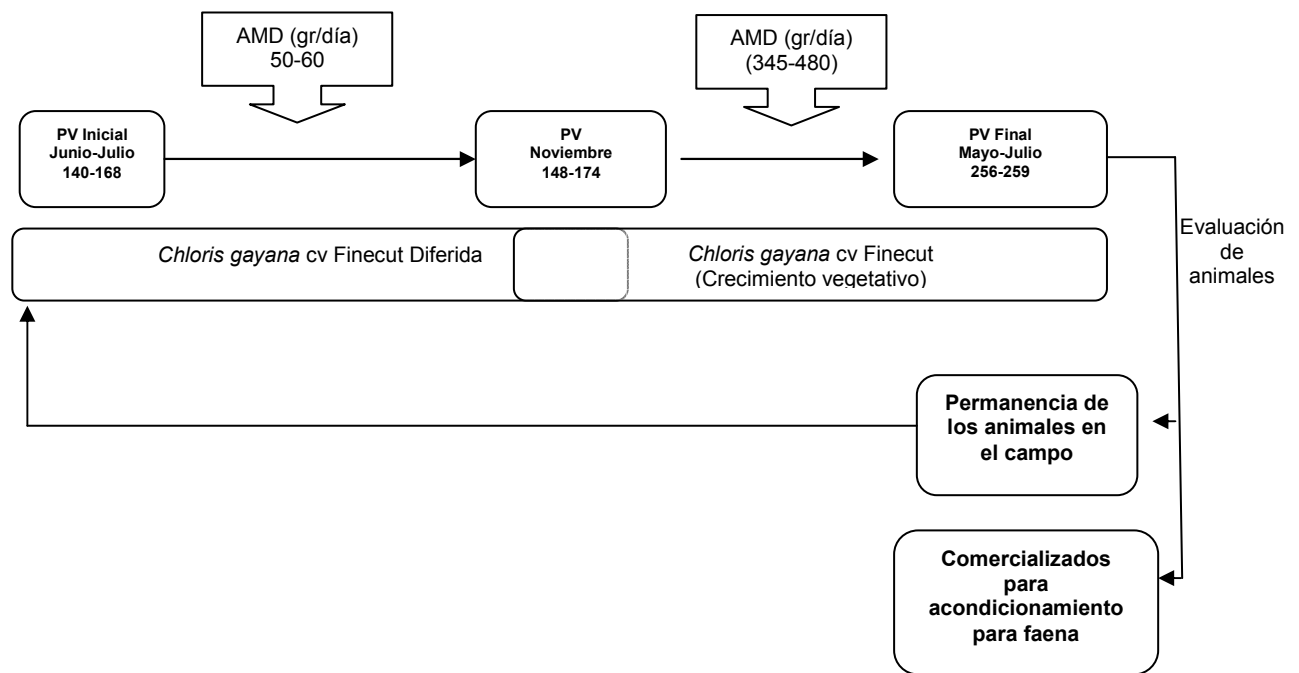 AMD (gr/día)
50-60
AMD (gr/día)
(345-480)
PV Inicial
Junio-Julio
140-168
PV
Noviembre
148-174
PV Final
Mayo-Julio
256-259
Chloris gayana cv Finecut Diferida
Chloris gayana cv Finecut
(Crecimiento vegetativo)
Evaluación
de
animales
Permanencia de
los animales en
el campo
Comercializados
para
acondicionamiento
para faena